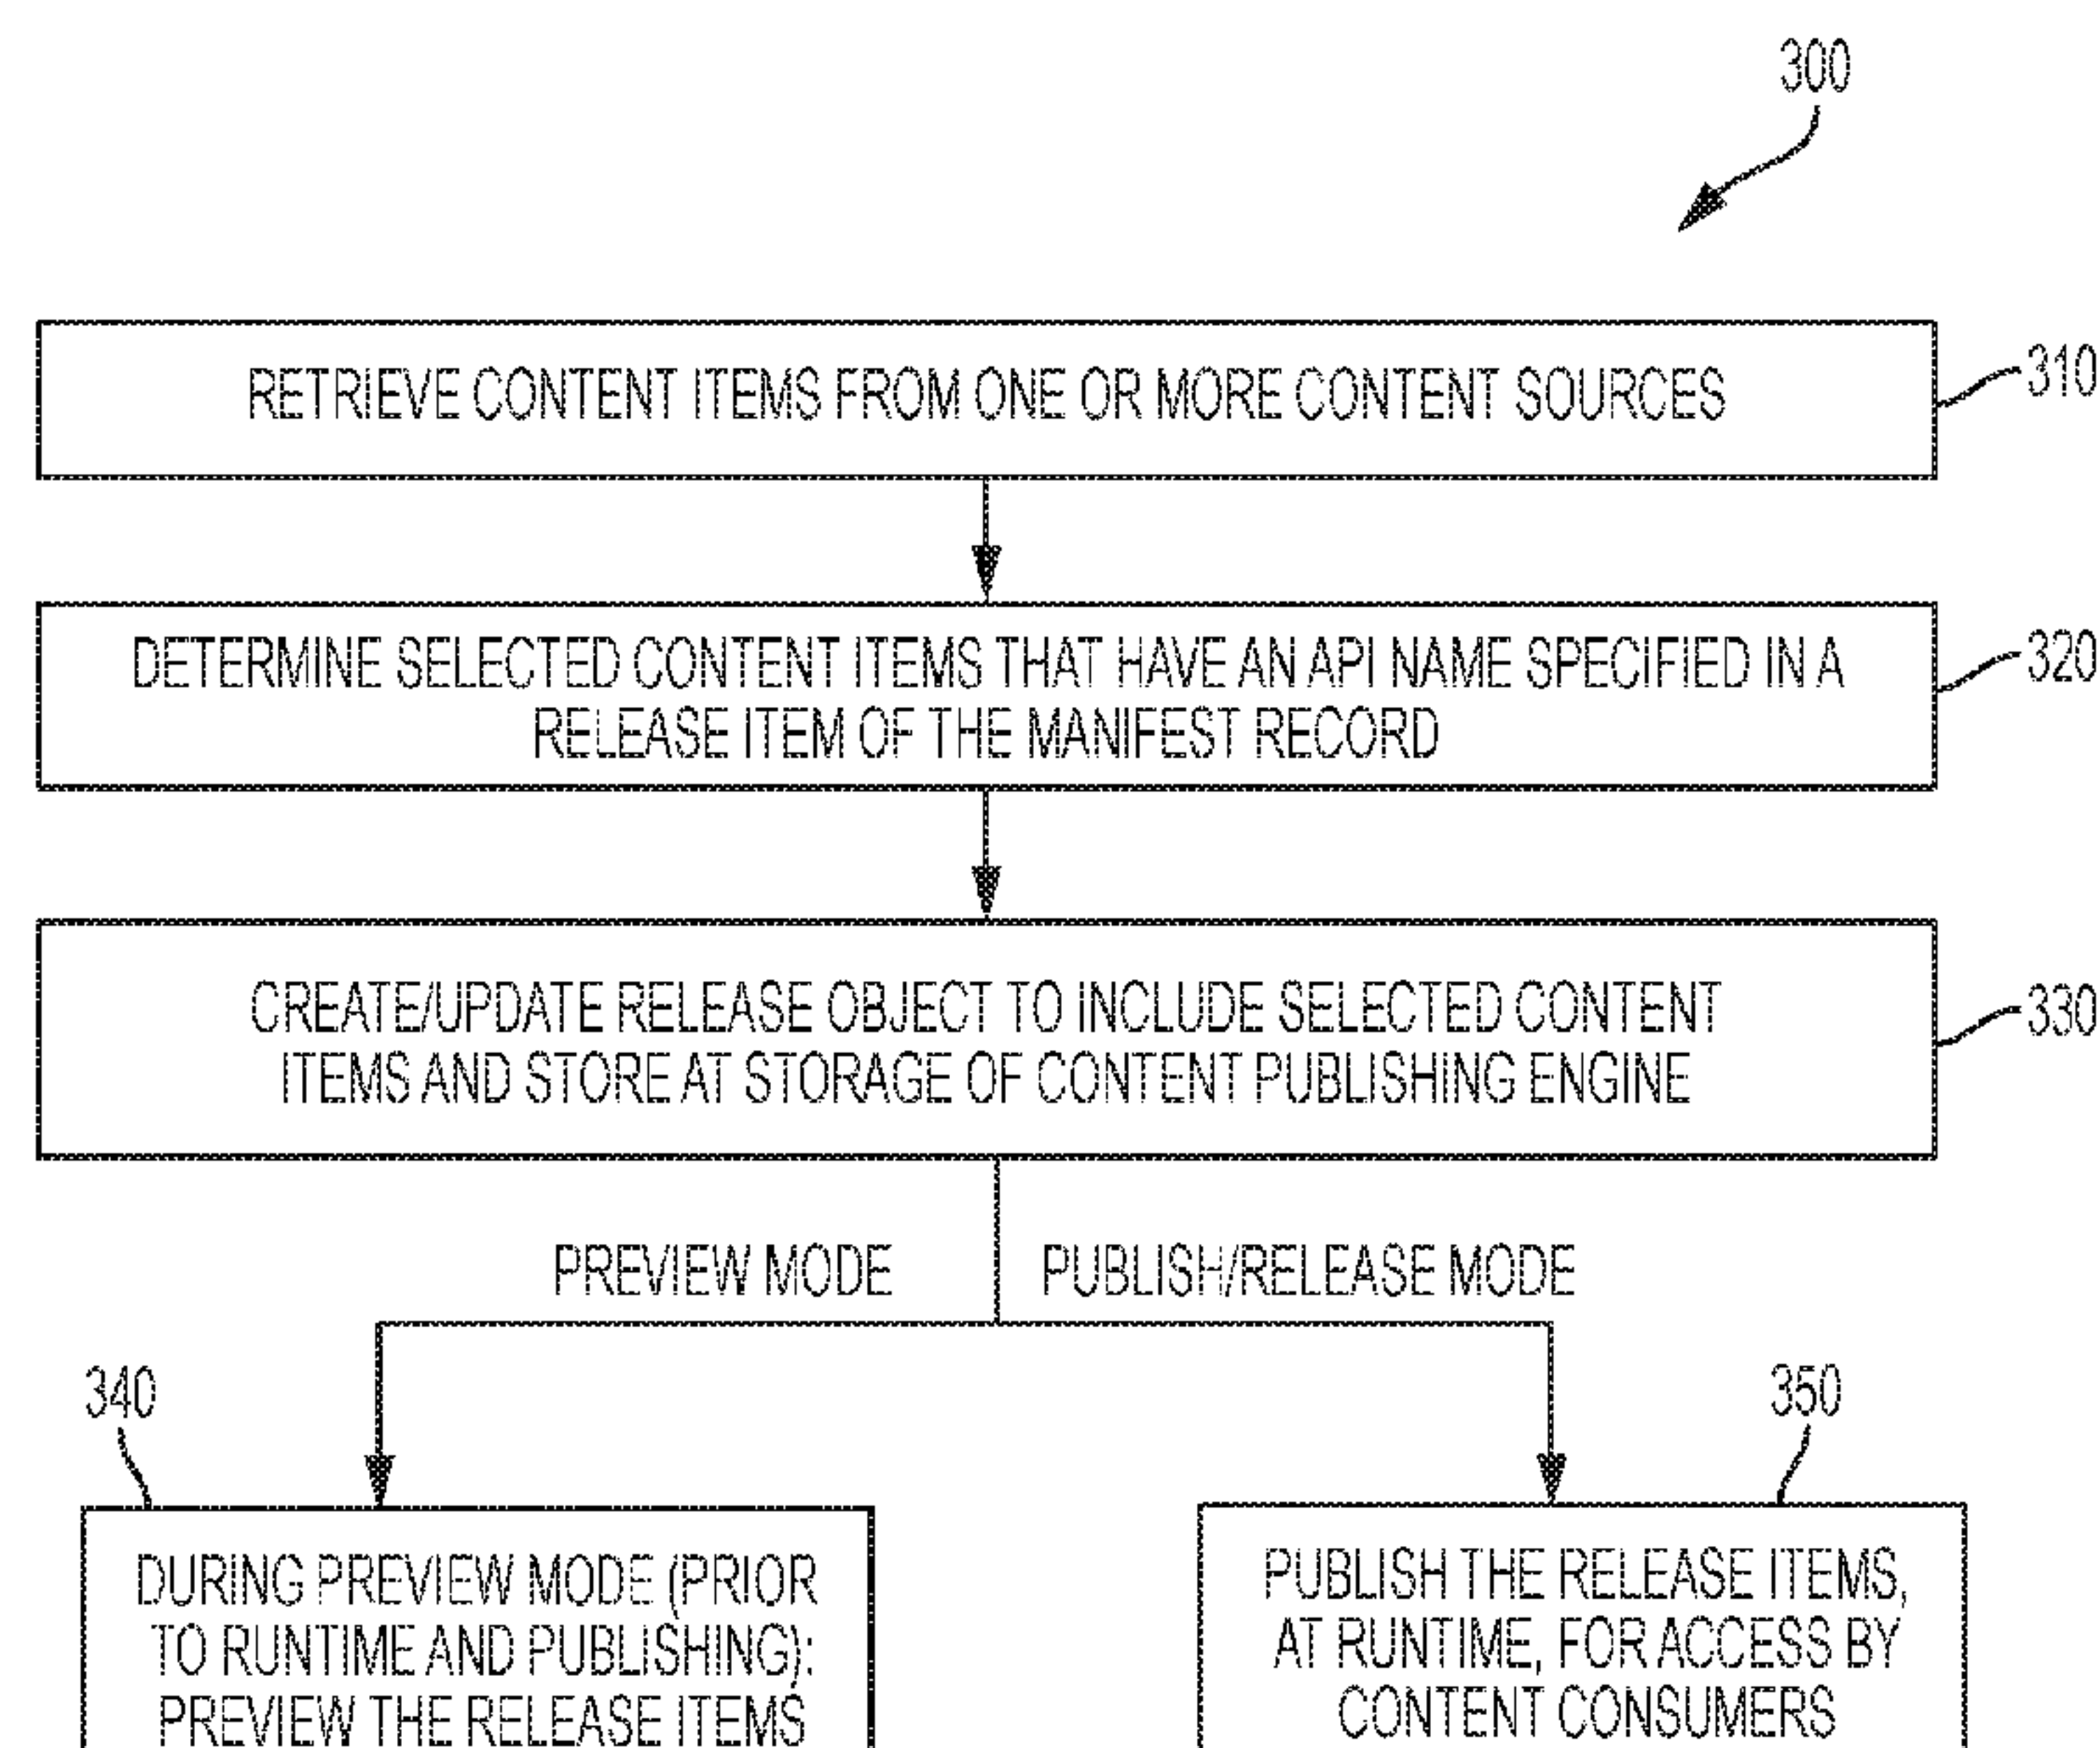 300
RETRIEVE CONTENT ITEMS FROM ONE OR MORE CONTENT SOURCES
310
DETERMINE SELECTED CONTENT ITEMS THAT HAVE AN API NAME SPECIFIED IN A
RELEASE ITEM OF THE MANIFEST RECORD
320
CREATE/UPDATE RELEASE OBJECT TO INCLUDE SELECTED CONTENT
ITEMS AND STORE AT STORAGE OF CONTENT PUBLISHING ENGINE
330
PREVIEW MODE
PUBLISH/RELEASE MODE
340
DURING PREVIEW MODE (PRIOR
TO RUNTIME AND PUBLISHING):
PREVIEW THE RELEASE ITEMS
350
PUBLISH THE RELEASE ITEMS,
AT RUNTIME, FOR ACCESS BY
CONTENT CONSUMERS